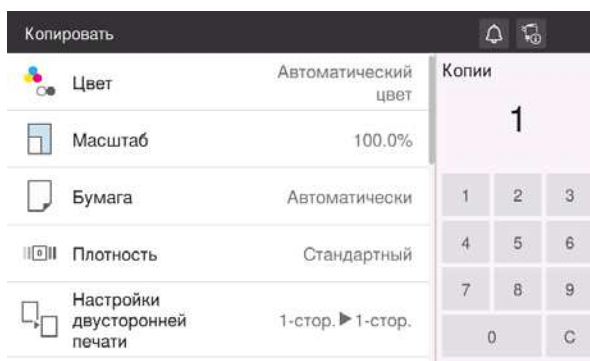 Копировать
Цвет
Автоматический
цвет
Масштаб
100.0%
Бумага
Автоматически
0
Плотность
Стандартный
Настройки
двусторонней
печати
1-стор.▶1-стор.
Копии
1
1 2 3
4 5 6
7 8 9
0 C